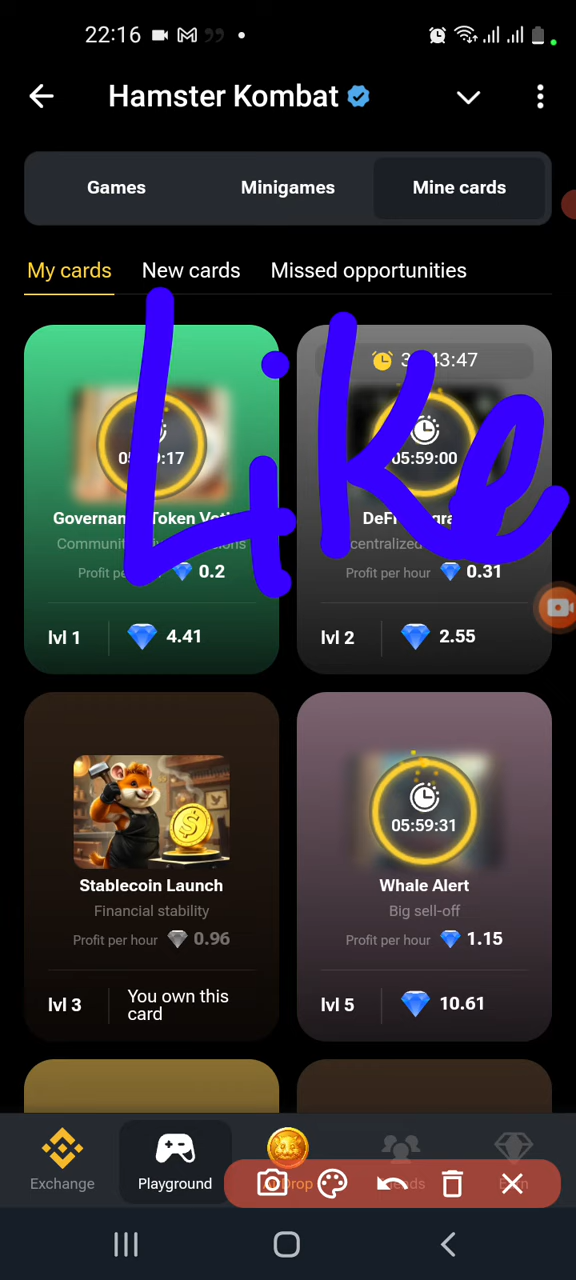 22:16
Hamster Kombat
Games Minigames Mine cards
My cards New cards Missed opportunities
Like
43:47
05:59:00
Profit per hour 0.2
0.31
lvl 1 4.41
lvl 2 2.55
05:59:31
Stablecoin Launch
Financial stability
Profit per hour 0.96
lvl 3 You own this
card
Whale Alert
Big sell-off
Profit per hour 1.15
lvl 5 10.61
Exchange Playground